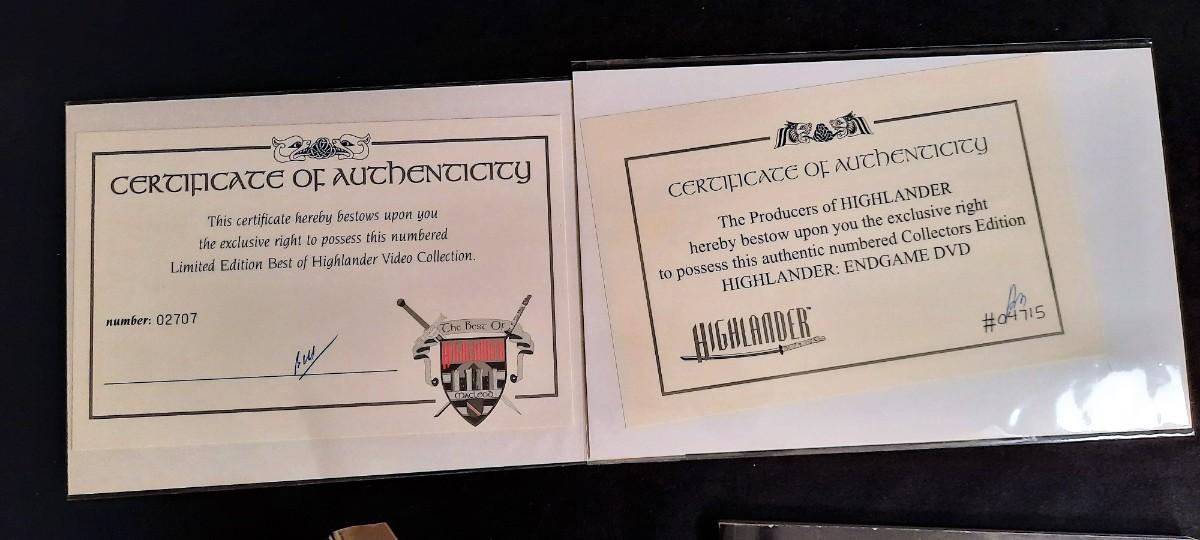 CERTIFICATE OF AUTHENTICITY
This certificate hereby bestows upon you
the exclusive right to possess this numbered
Limited Edition Best of Highlander Video Collection.
number: 02707
The Best Of
HIGHLANDER
MacLeod
CERTIFICATE OF AUTHENTICITY
The Producers of HIGHLANDER
hereby bestow upon you the exclusive right
to possess this authentic numbered Collectors Edition
HIGHLANDER: ENDGAME DVD
HIGHLANDER™
#04715